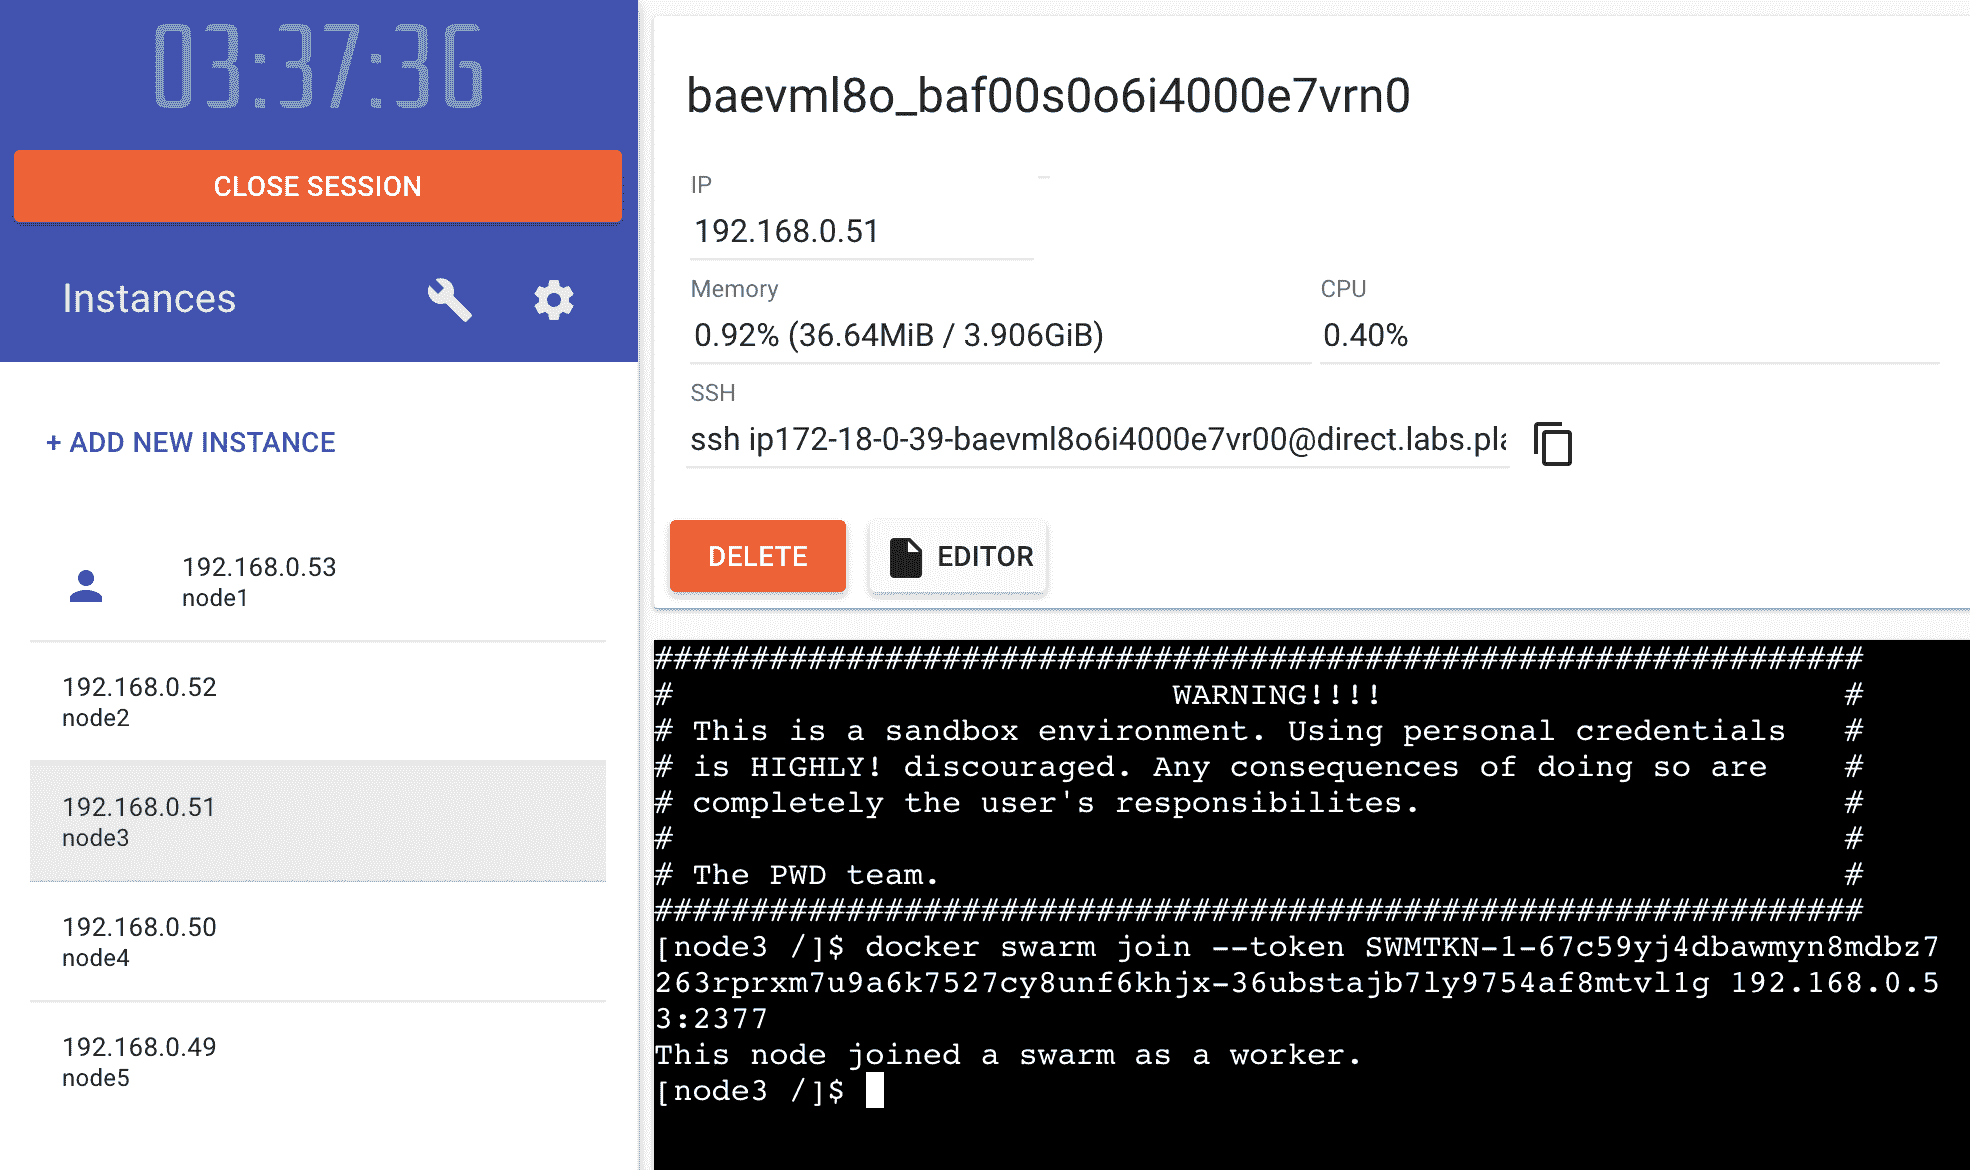 03:37:36
CLOSE SESSION
Instances
+ ADD NEW INSTANCE
192.168.0.53
node1
192.168.0.52
node2
192.168.0.51
node3
192.168.0.50
node4
192.168.0.49
node5
baevml8o_baf00s0o6i4000e7vrn0
IP
192.168.0.51
Memory
0.92% (36.64MiB / 3.906GiB)
CPU
0.40%
SSH
ssh ip172-18-0-39-baevml8o6i4000e7vr00@direct.labs.pla
DELETE
EDITOR
###############################################################
# WARNING!!!! #
# This is a sandbox environment. Using personal credentials #
# is HIGHLY! discouraged. Any consequences of doing so are #
# completely the user's responsibilites. #
# #
# The PWD team. #
###############################################################
[node3 /]$ docker swarm join --token SWMTKN-1-67c59yj4dbawmyn8mdbz7
263rprxm7u9a6k7527cy8unf6khjx-36ubstajb7ly9754af8mtvl1g 192.168.0.5
3:2377
This node joined a swarm as a worker.
[node3 /]$